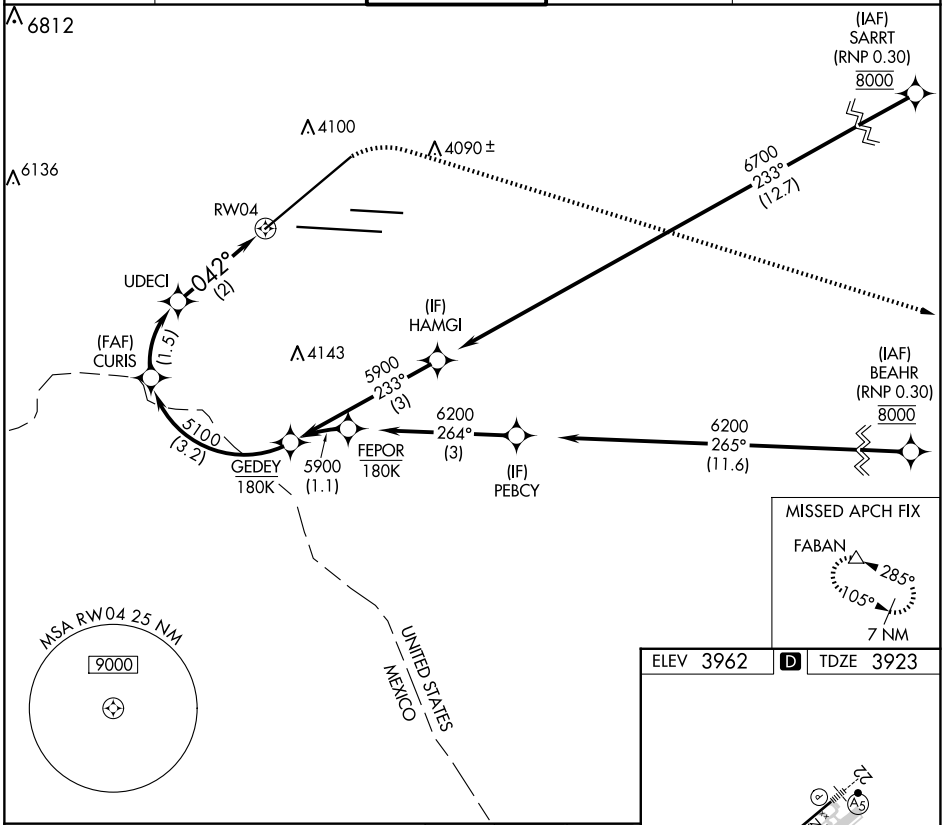 6812
(IAF)
SARRT
(RNP 0.30)
8000
4100
4090 ±
6136
6700
233°
(12.7)
RW04
042°
(2)
UDECI
(IF)
HAMGI
(FAF)
CURIS
(1.5)
4143
5900
233°
(3)
(IAF)
BEAHR
(RNP 0.30)
8000
5100
(3.2)
GEDEY
180K
5900
(1.1)
FEPOR
180K
6200
264°
(3)
(IF)
PEBCY
6200
265°
(11.6)
MISSED APCH FIX
FABAN
285°
105°
7 NM
MSA RW04 25 NM
9000
UNITED STATES
MEXICO
ELEV 3962
D
TDZE 3923
22
P
A5